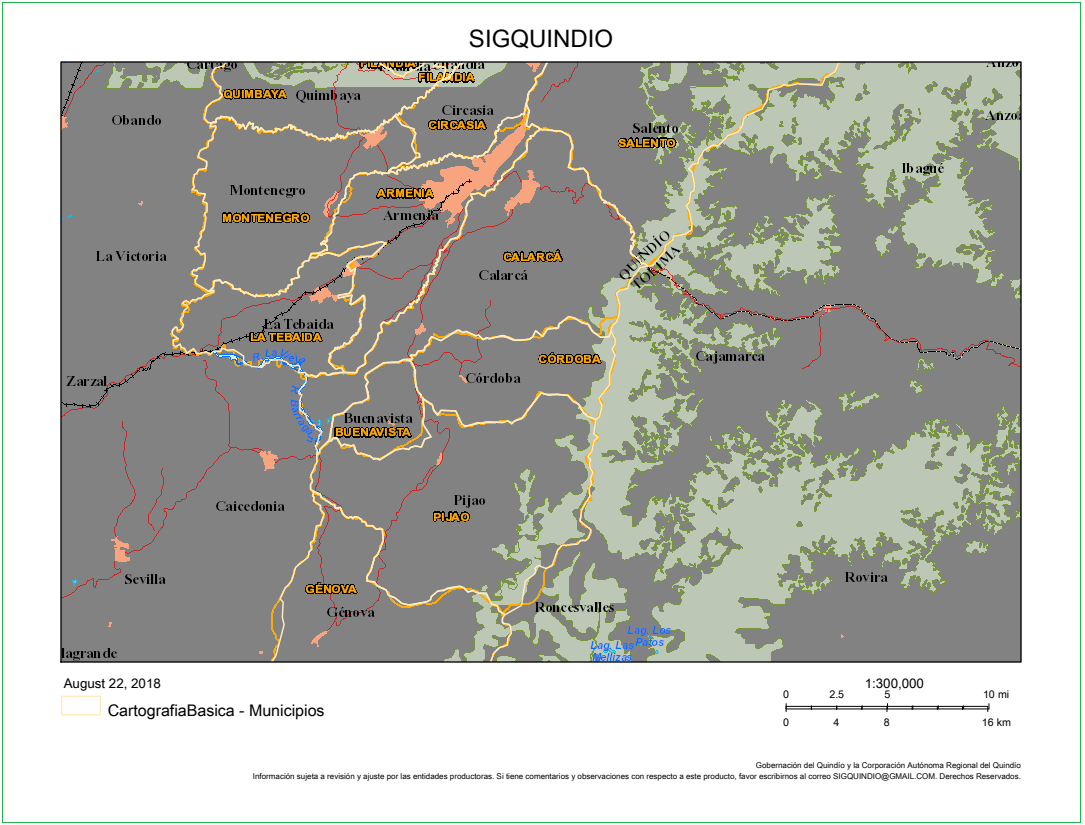 SIGQUINDIO
Cartago
FILANDIA
Filandia
FILANDIA
Anzo
QUIMBAYA
Quimbaya
Obando
Circasia
CIRCASIA
Salento
SALENTO
Anzo
Ibagué
Montenegro
MONTENEGRO
ARMENIA
Armenia
La Victoria
CALARCÁ
Calarcá
QUINDÍO
TOLIMA
La Tebaida
LA TEBAIDA
R. La Vieja
CÓRDOBA
Cajamarca
Zarzal
Córdoba
R. Barragán
Buenavista
BUENAVISTA
Caicedonia
Pijao
PIJAO
Sevilla
Rovira
GÉNOVA
Génova
Roncesvalles
Lag. Los
Patos
Lag. Las
Mellizas
lagrande
August 22, 2018
CartografiaBasica - Municipios
1:300,000
0 2.5 5 10 mi
0 4 8 16 km
Gobernación del Quindío y la Corporación Autónoma Regional del Quindío
Información sujeta a revisión y ajuste por las entidades productoras. Si tiene comentarios y observaciones con respecto a este producto, favor escribirnos al correo SIGQUINDIO@GMAIL.COM. Derechos Reservados.